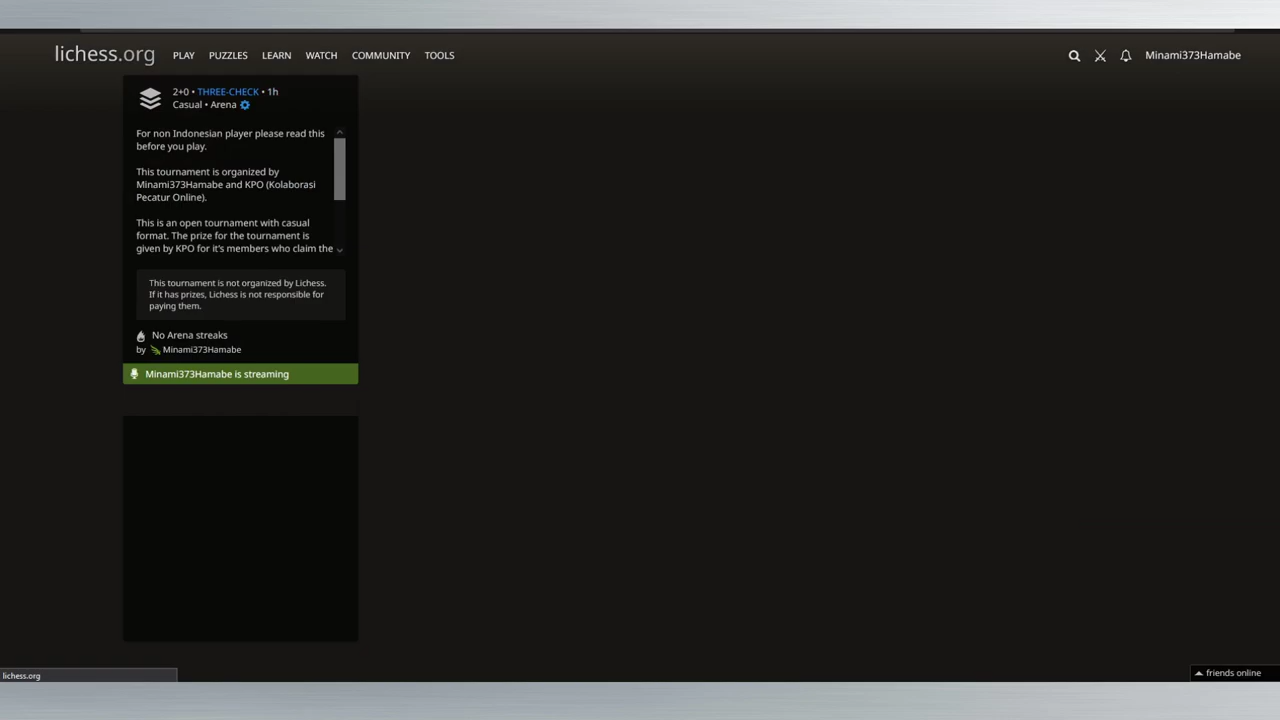 lichess.org PLAY PUZZLES LEARN WATCH COMMUNITY TOOLS Minami373Hamabe
2+0 • THREE-CHECK • 1h
Casual • Arena
For non Indonesian player please read this
before you play.
This tournament is organized by
Minami373Hamabe and KPO (Kolaborasi
Pecatur Online).
This is an open tournament with casual
format. The prize for the tournament is
given by KPO for it's members who claim the
This tournament is not organized by Lichess.
If it has prizes, Lichess is not responsible for
paying them.
No Arena streaks
by Minami373Hamabe
Minami373Hamabe is streaming
lichess.org
friends online